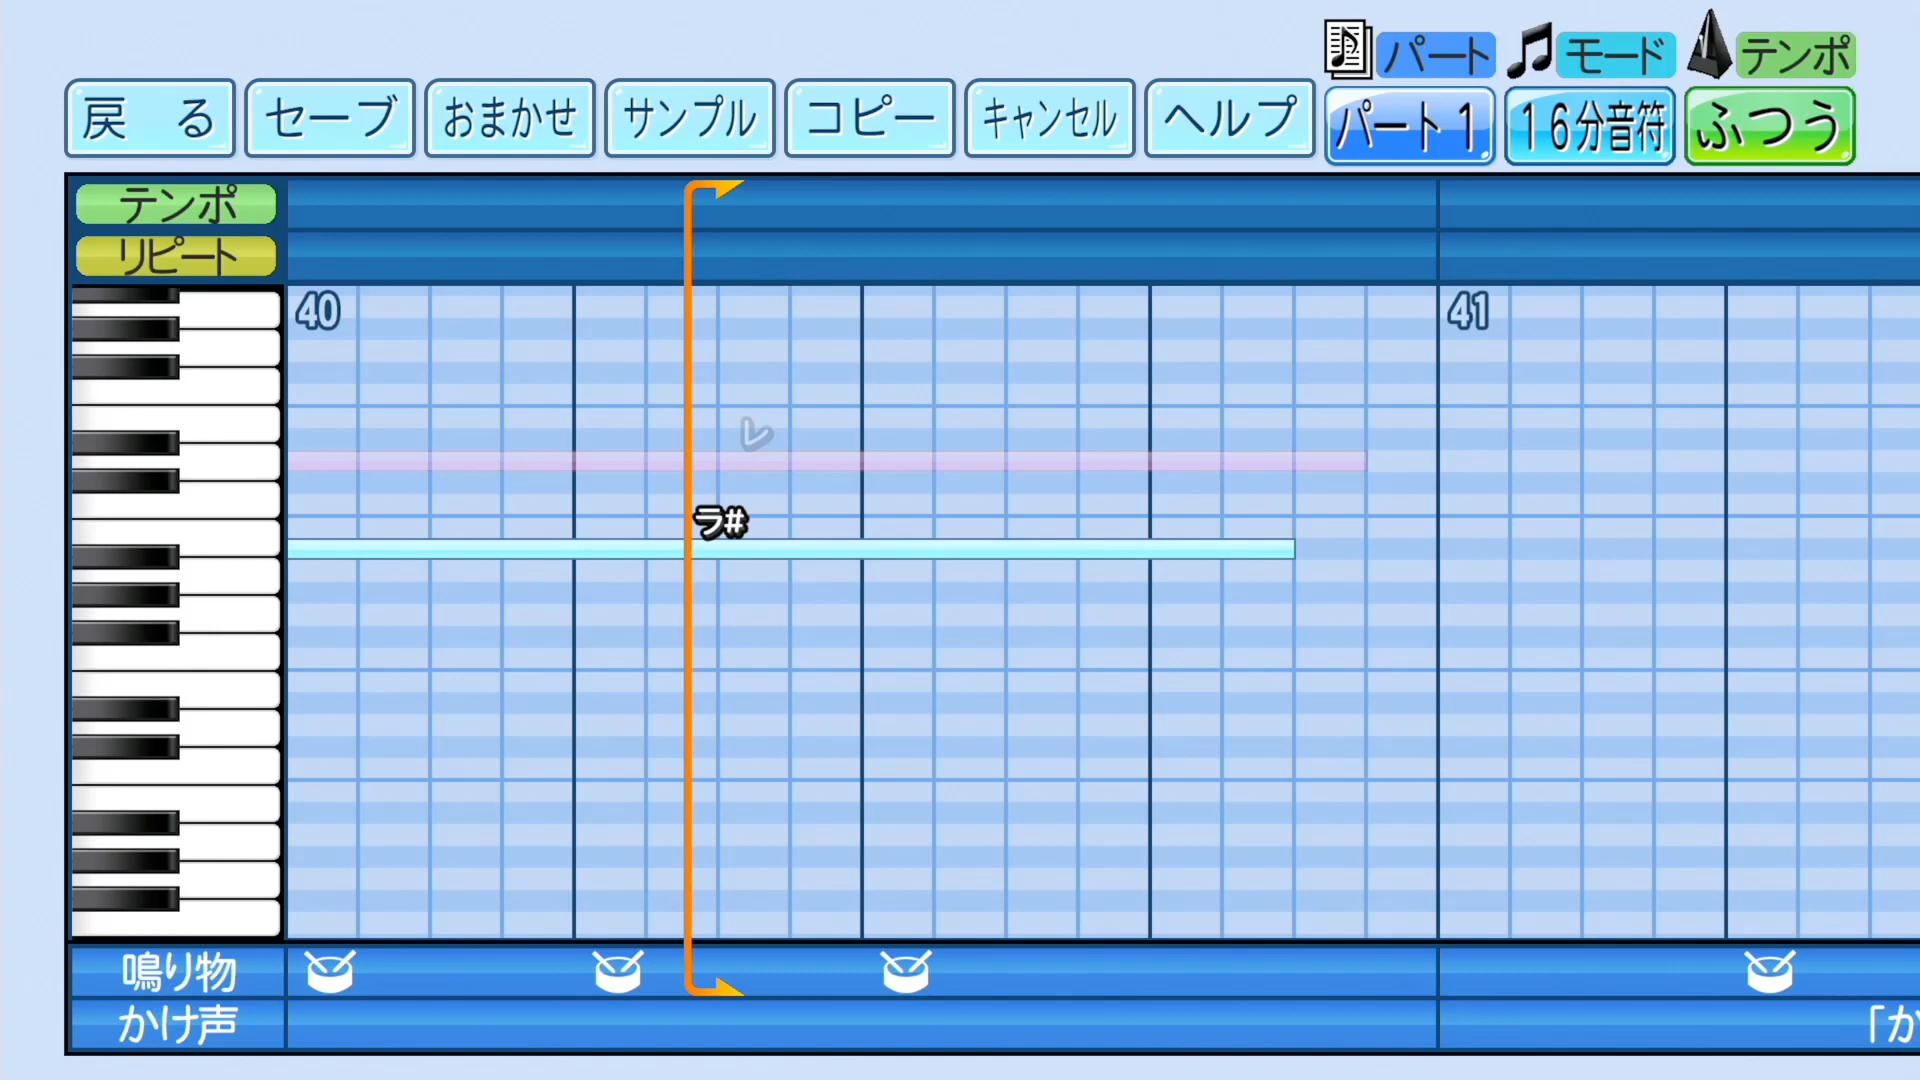 パート モード テンポ
戻る セーブ おまかせ サンプル コピー キャンセル ヘルプ パート1 16分音符 ふつう
テンポ
リピート
40 41
レ
ラ#
鳴り物
かけ声 「か